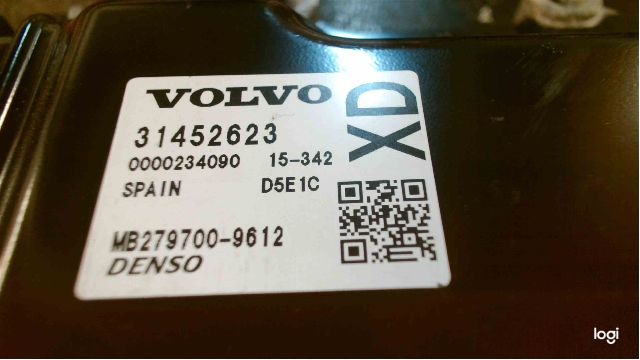 VOLVO
31452623
0000234090 15-342
SPAIN D5E1C
XD
MB279700-9612
DENSO
logi